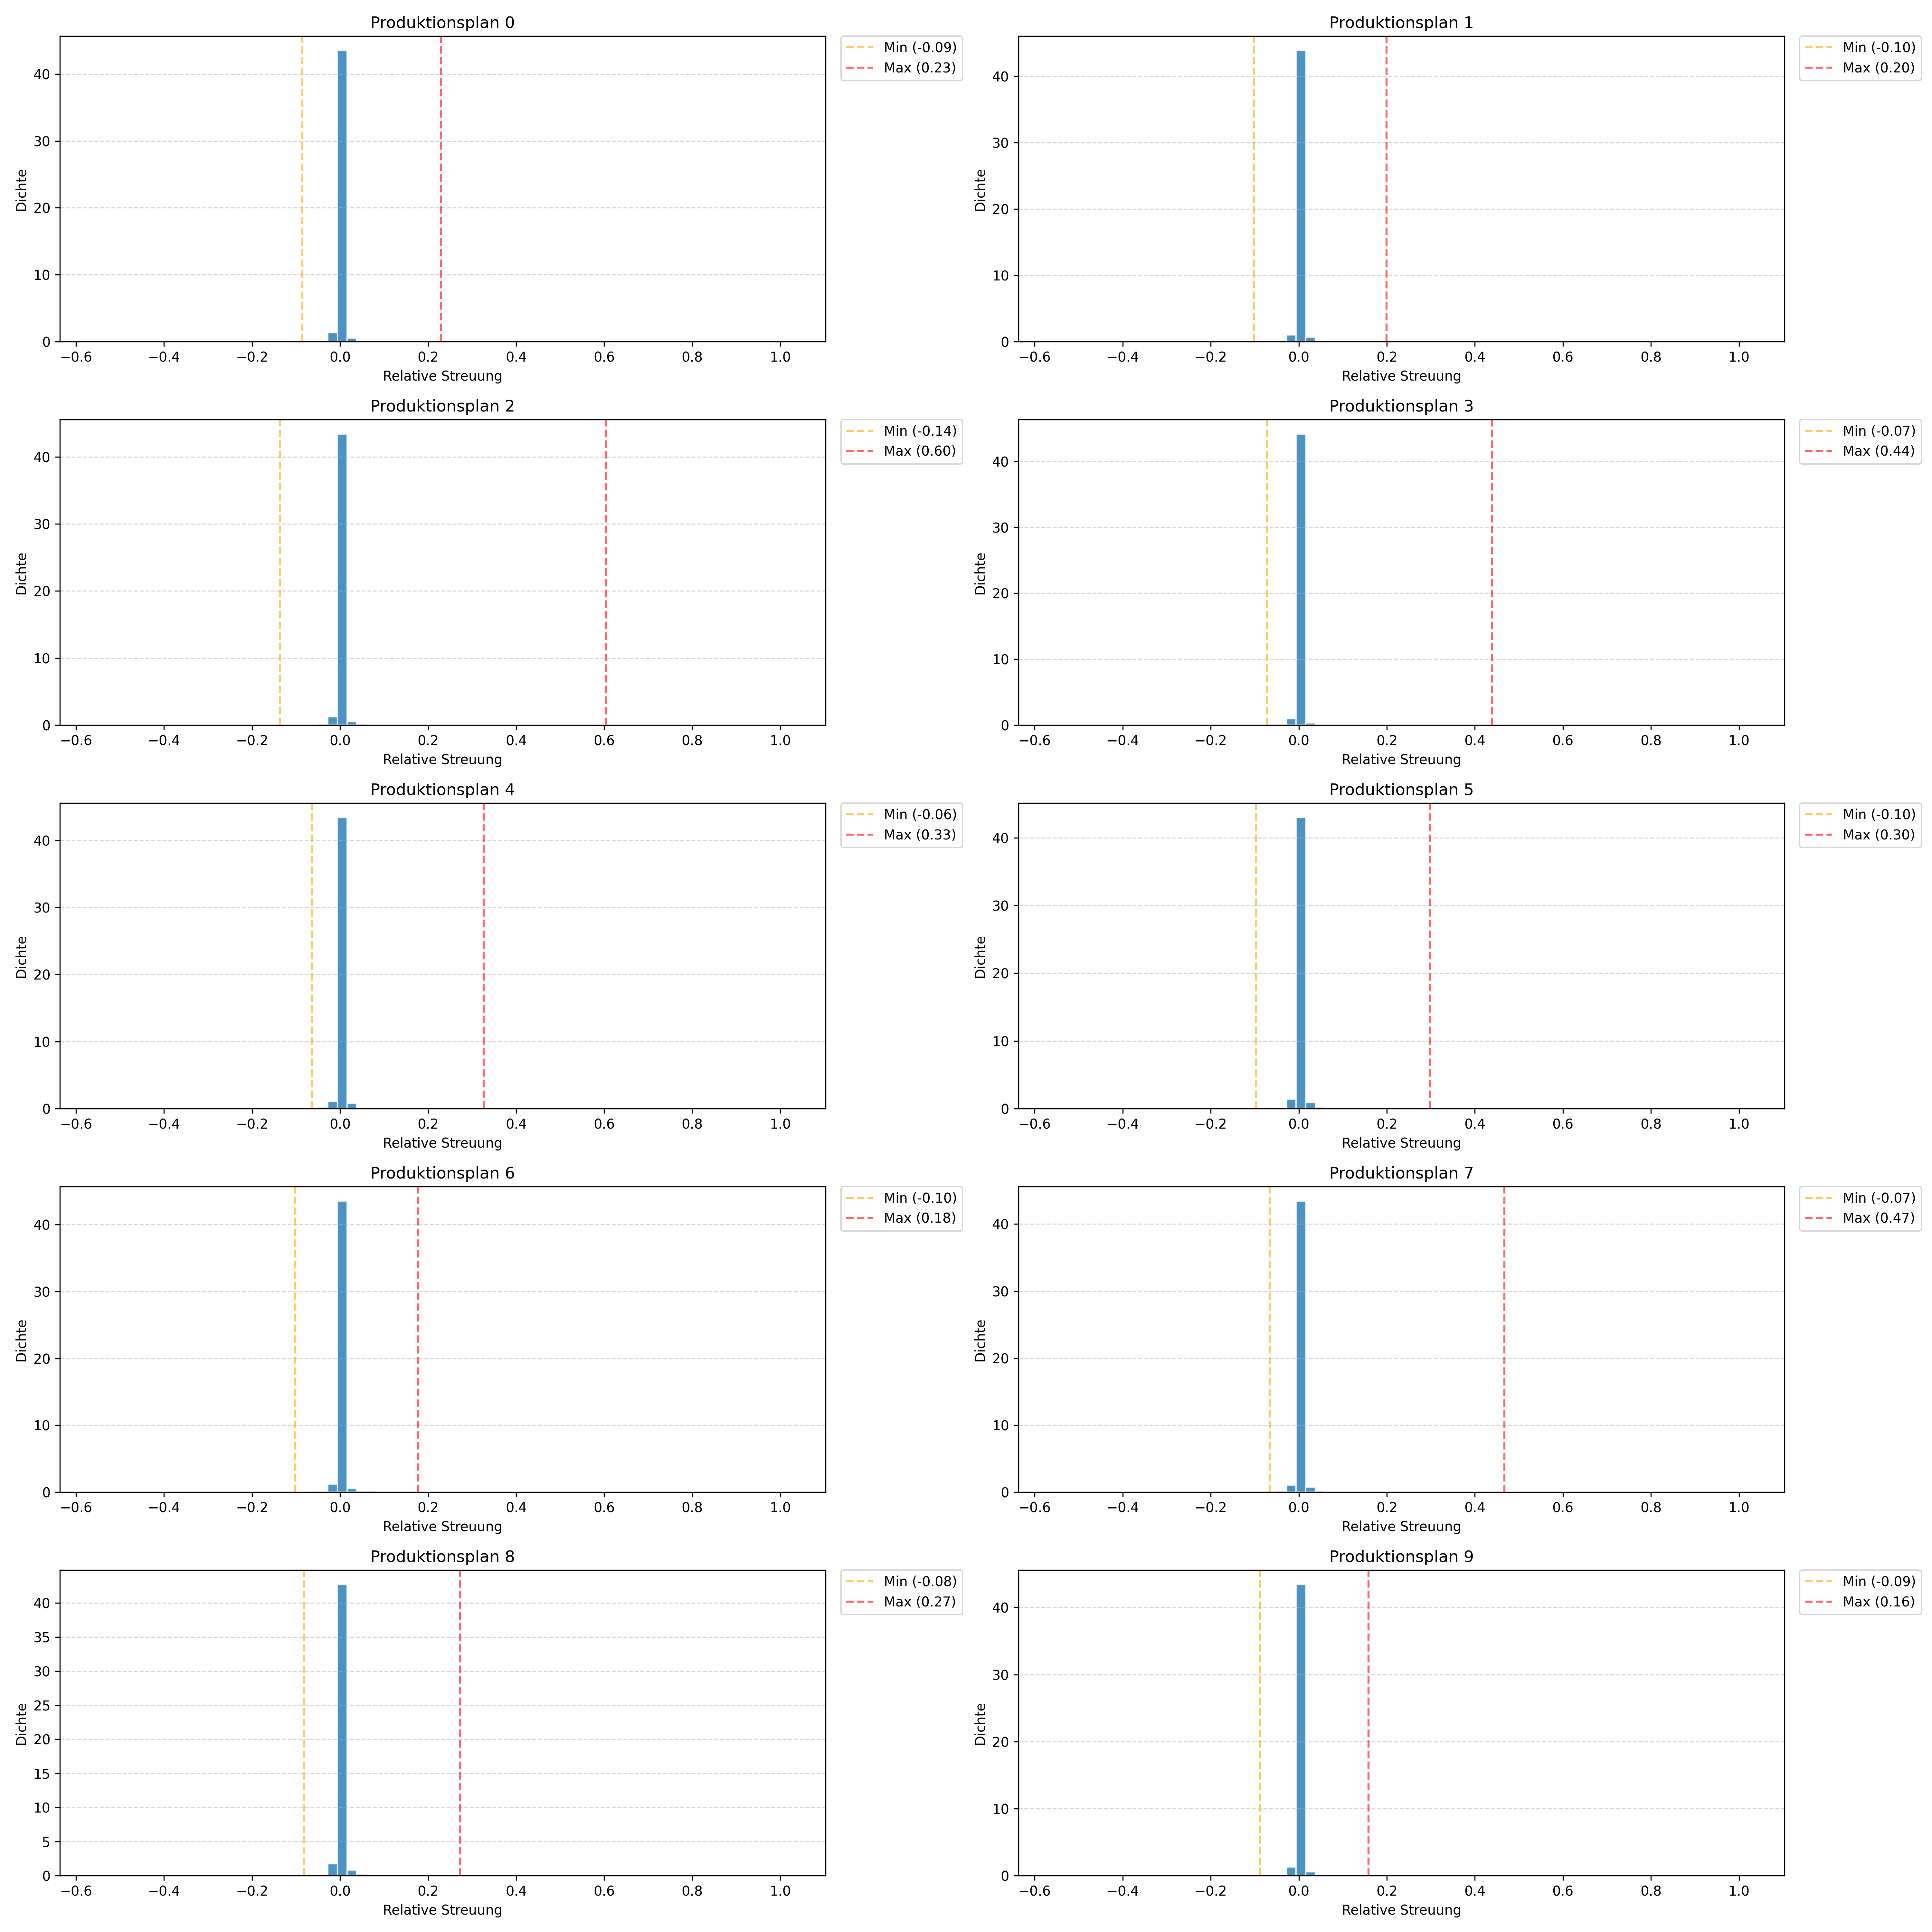 Produktionsplan 0
Min (-0.09)
Max (0.23)
40
30
20
10
0
Dichte
−0.6 −0.4 −0.2 0.0 0.2 0.4 0.6 0.8 1.0
Relative Streuung
Produktionsplan 1
Min (-0.10)
Max (0.20)
40
30
20
10
0
Dichte
−0.6 −0.4 −0.2 0.0 0.2 0.4 0.6 0.8 1.0
Relative Streuung
Produktionsplan 2
Min (-0.14)
Max (0.60)
40
30
20
10
0
Dichte
−0.6 −0.4 −0.2 0.0 0.2 0.4 0.6 0.8 1.0
Relative Streuung
Produktionsplan 3
Min (-0.07)
Max (0.44)
40
30
20
10
0
Dichte
−0.6 −0.4 −0.2 0.0 0.2 0.4 0.6 0.8 1.0
Relative Streuung
Produktionsplan 4
Min (-0.06)
Max (0.33)
40
30
20
10
0
Dichte
−0.6 −0.4 −0.2 0.0 0.2 0.4 0.6 0.8 1.0
Relative Streuung
Produktionsplan 5
Min (-0.10)
Max (0.30)
40
30
20
10
0
Dichte
−0.6 −0.4 −0.2 0.0 0.2 0.4 0.6 0.8 1.0
Relative Streuung
Produktionsplan 6
Min (-0.10)
Max (0.18)
40
30
20
10
0
Dichte
−0.6 −0.4 −0.2 0.0 0.2 0.4 0.6 0.8 1.0
Relative Streuung
Produktionsplan 7
Min (-0.07)
Max (0.47)
40
30
20
10
0
Dichte
−0.6 −0.4 −0.2 0.0 0.2 0.4 0.6 0.8 1.0
Relative Streuung
Produktionsplan 8
Min (-0.08)
Max (0.27)
40
35
30
25
20
15
10
5
0
Dichte
−0.6 −0.4 −0.2 0.0 0.2 0.4 0.6 0.8 1.0
Relative Streuung
Produktionsplan 9
Min (-0.09)
Max (0.16)
40
30
20
10
0
Dichte
−0.6 −0.4 −0.2 0.0 0.2 0.4 0.6 0.8 1.0
Relative Streuung